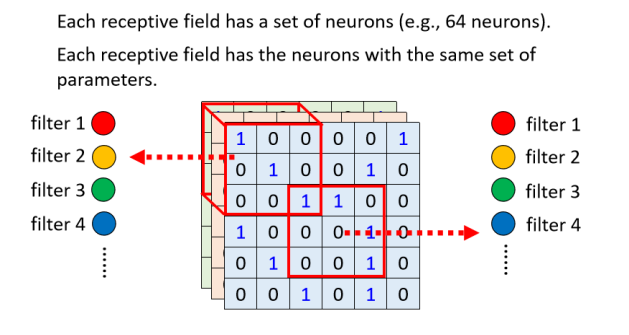 Each receptive field has a set of neurons (e.g., 64 neurons).
Each receptive field has the neurons with the same set of
parameters.
filter 1
filter 2
filter 3
filter 4
......
1 0 0 0 0 1
0 1 0 0 1 0
0 0 1 1 0 0
1 0 0 0 1 0
0 1 0 0 1 0
0 0 1 0 1 0
filter 1
filter 2
filter 3
filter 4
......